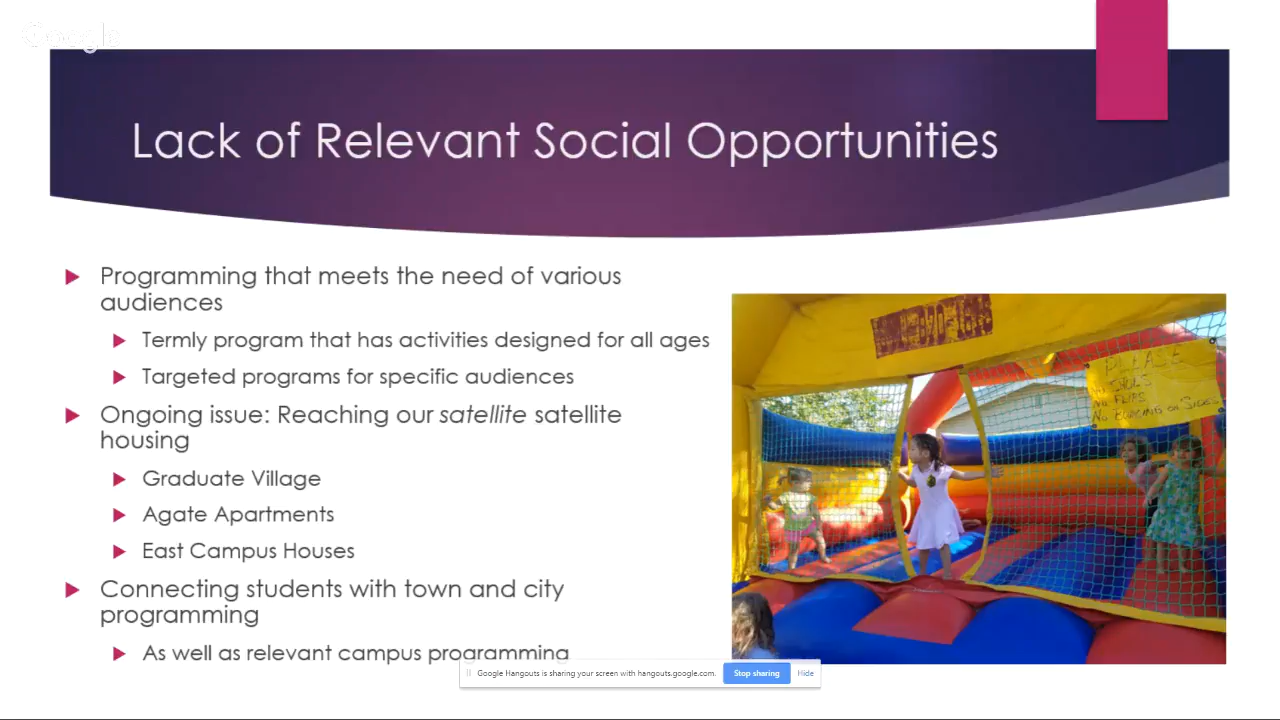 Google
Lack of Relevant Social Opportunities
Programming that meets the need of various
audiences
Termly program that has activities designed for all ages
Targeted programs for specific audiences
Ongoing issue: Reaching our satellite satellite
housing
Graduate Village
Agate Apartments
East Campus Houses
Connecting students with town and city
programming
As well as relevant campus programming
PLEASE
NO SHOES
NO FLIPS
NO BOUNCING ON SIDES
Google Hangouts is sharing your screen with hangouts.google.com.
Stop sharing
Hide